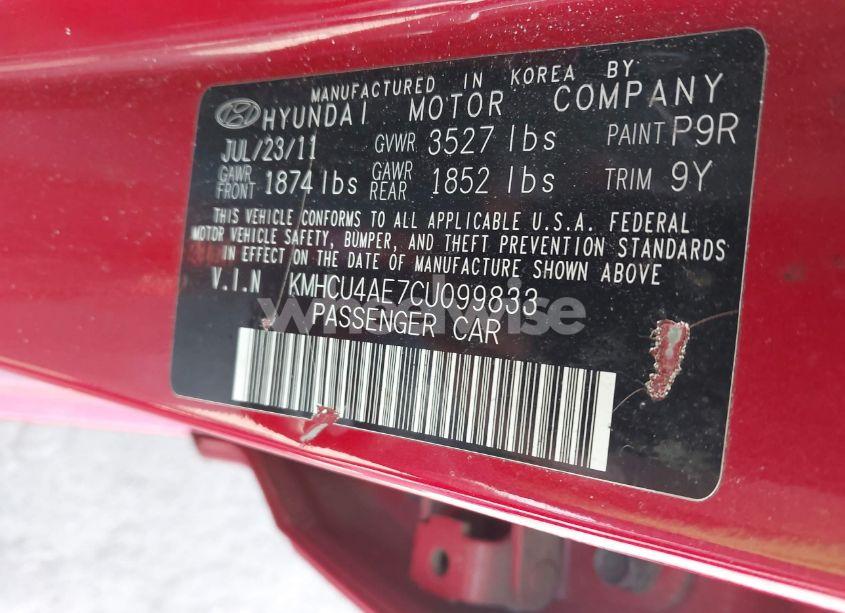 MANUFACTURED IN KOREA BY
HYUNDAI MOTOR COMPANY
JUL/23/11 GVWR 3527 lbs PAINT P9R
GAWR FRONT 1874 lbs GAWR REAR 1852 lbs TRIM 9Y
THIS VEHICLE CONFORMS TO ALL APPLICABLE U.S.A. FEDERAL
MOTOR VEHICLE SAFETY, BUMPER, AND THEFT PREVENTION STANDARDS
IN EFFECT ON THE DATE OF MANUFACTURE SHOWN ABOVE
V.I.N KMHCU4AE7CU099833
PASSENGER CAR
wheelwise